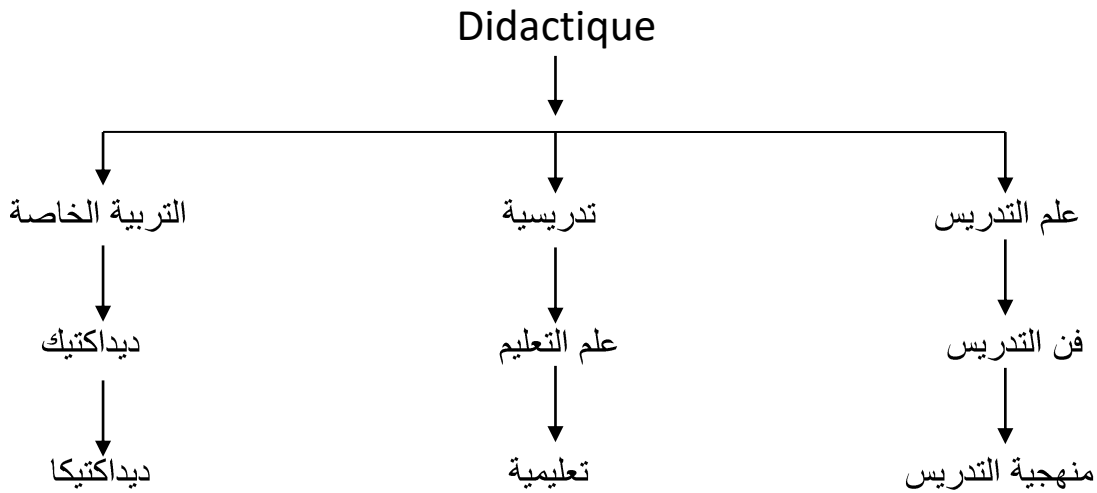 Didactique
علم التدريس
تدريسية
التربية الخاصة
فن التدريس
علم التعليم
ديداكتيك
منهجية التدريس
تعليمية
ديداكتيكا